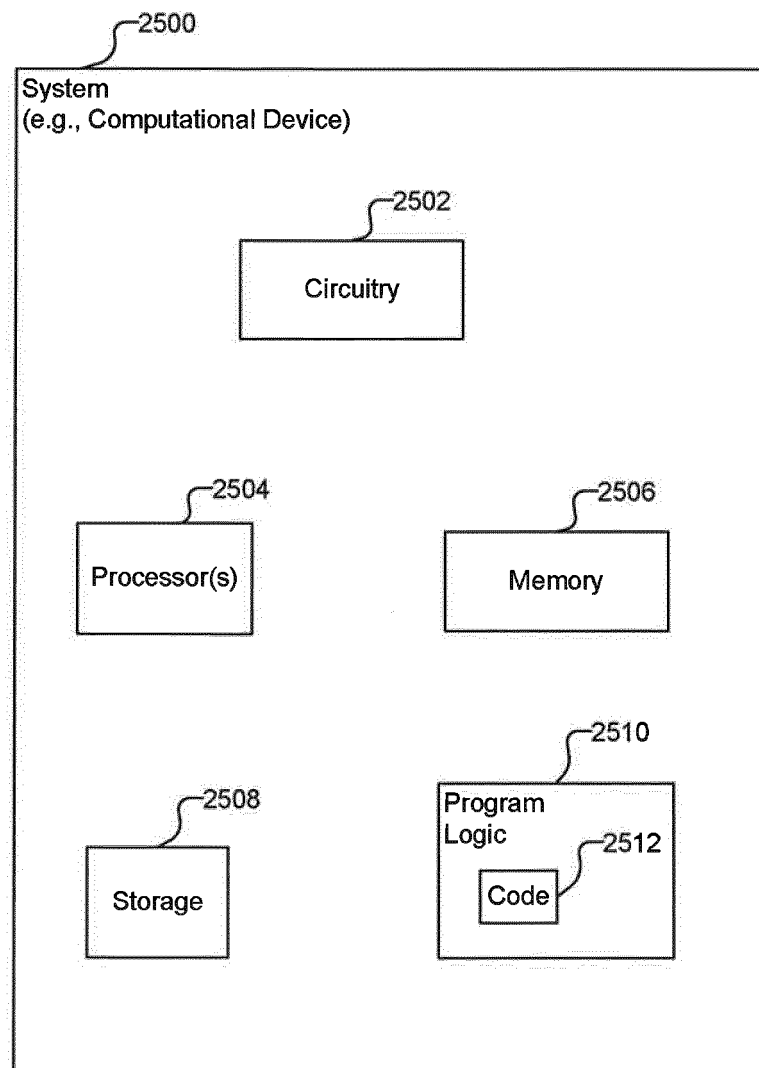 2500
System
(e.g., Computational Device)
2502
Circuitry
2504
Processor(s)
2506
Memory
2508
Storage
2510
Program
Logic
2512
Code